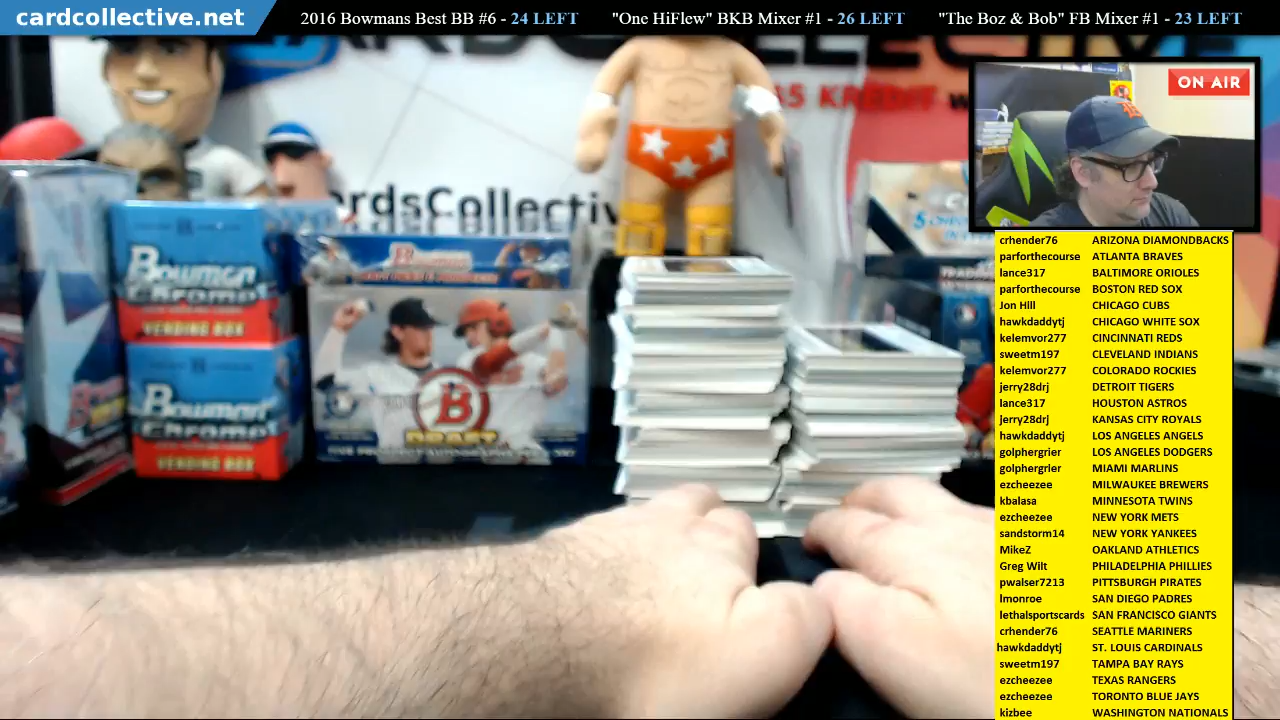 cardcollective.net
2016 Bowmans Best BB #6 - 24 LEFT "One HiFlew" BKB Mixer #1 - 26 LEFT "The Boz & Bob" FB Mixer #1 - 23 LEFT
ON AIR
KREDIT
ardsCollectiv
Bowman
Chrome
VENDING BOX
Bowman
Chrome
VENDING BOX
Bowman
B
DRAFT
crhender76 ARIZONA DIAMONDBACKS
parforthecourse ATLANTA BRAVES
lance317 BALTIMORE ORIOLES
parforthecourse BOSTON RED SOX
Jon Hill CHICAGO CUBS
hawkdaddytj CHICAGO WHITE SOX
kelemvor277 CINCINNATI REDS
sweetm197 CLEVELAND INDIANS
kelemvor277 COLORADO ROCKIES
jerry28drj DETROIT TIGERS
lance317 HOUSTON ASTROS
jerry28drj KANSAS CITY ROYALS
hawkdaddytj LOS ANGELES ANGELS
golphergrier LOS ANGELES DODGERS
golphergrier MIAMI MARLINS
ezcheezee MILWAUKEE BREWERS
kbalasa MINNESOTA TWINS
ezcheezee NEW YORK METS
sandstorm14 NEW YORK YANKEES
MikeZ OAKLAND ATHLETICS
Greg Wilt PHILADELPHIA PHILLIES
pwalser7213 PITTSBURGH PIRATES
lmonroe SAN DIEGO PADRES
lethalsportscards SAN FRANCISCO GIANTS
crhender76 SEATTLE MARINERS
hawkdaddytj ST. LOUIS CARDINALS
sweetm197 TAMPA BAY RAYS
ezcheezee TEXAS RANGERS
ezcheezee TORONTO BLUE JAYS
kizbee WASHINGTON NATIONALS